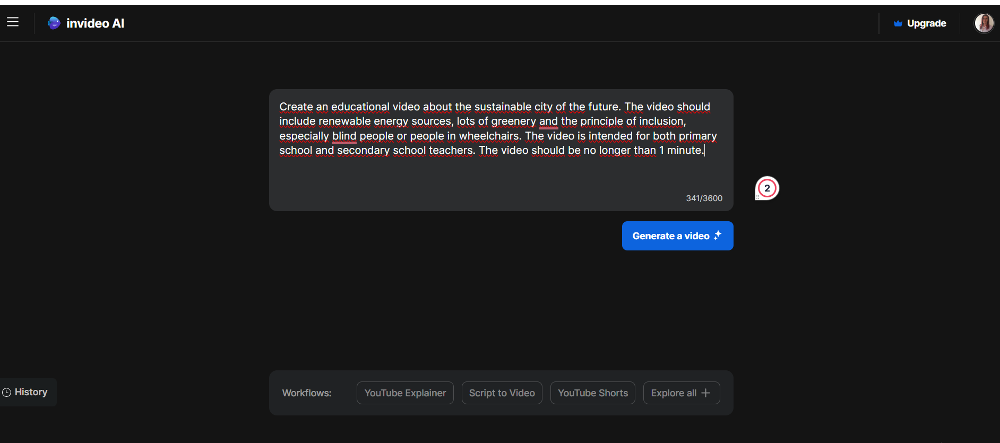 invideo AI
Upgrade
Create an educational video about the sustainable city of the future. The video should
include renewable energy sources, lots of greenery and the principle of inclusion,
especially blind people or people in wheelchairs. The video is intended for both primary
school and secondary school teachers. The video should be no longer than 1 minute.
341/3600
2
Generate a video
History
Workflows:
YouTube Explainer
Script to Video
YouTube Shorts
Explore all